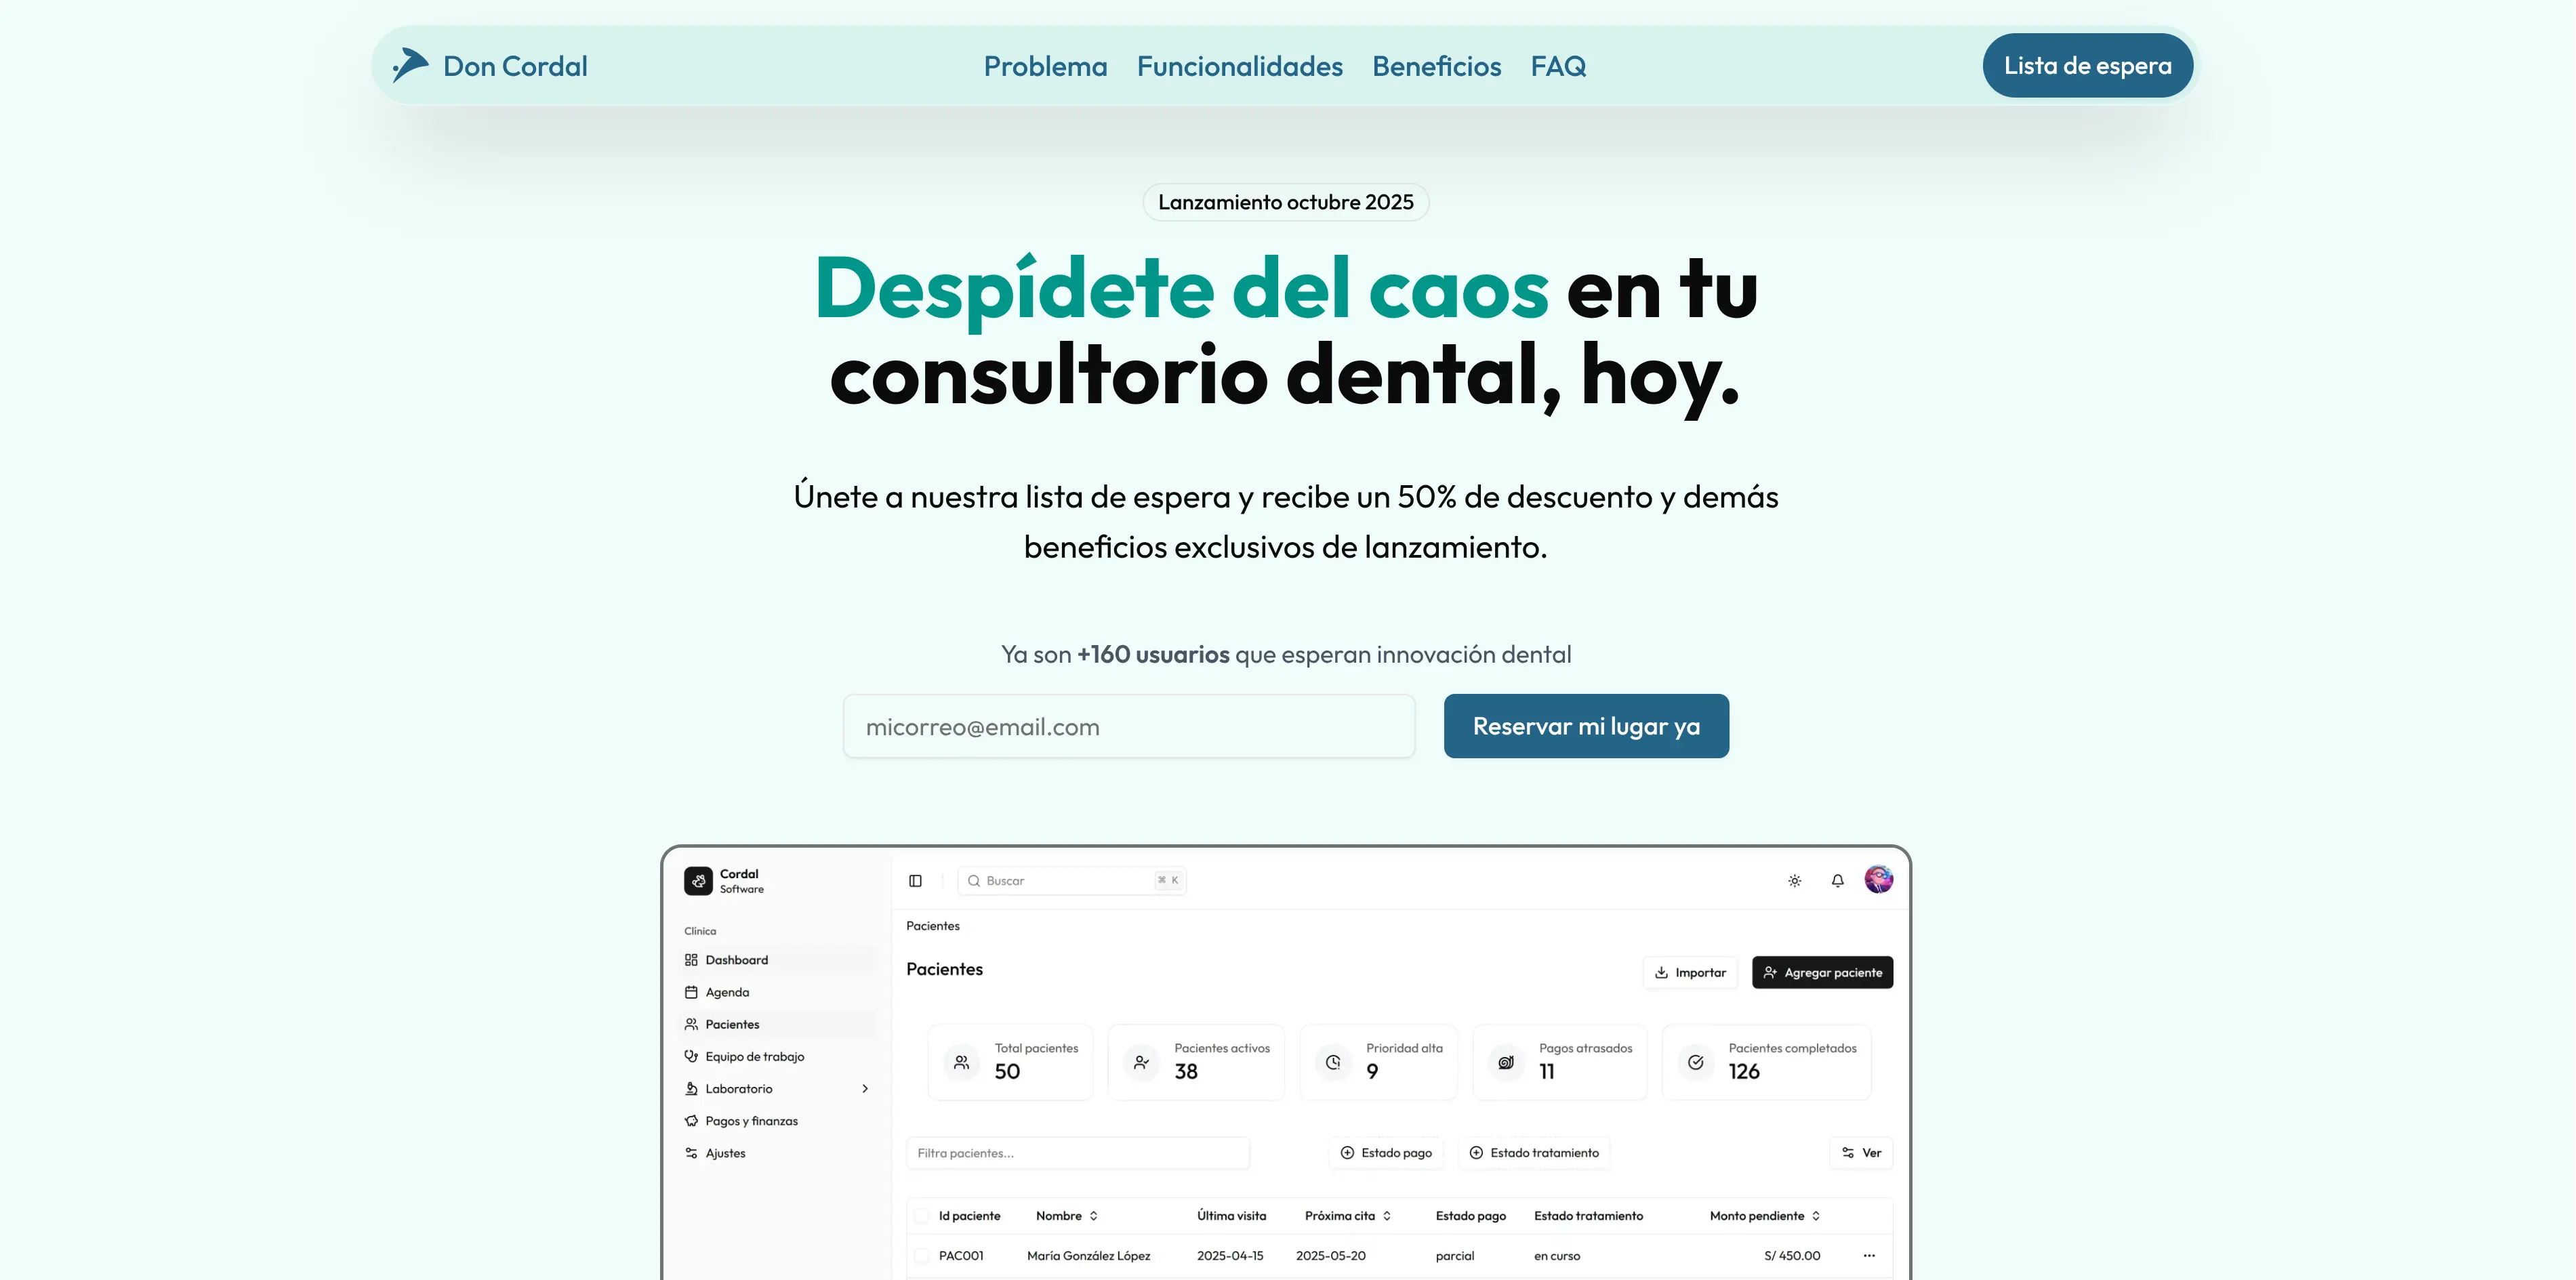 Don Cordal
Problema Funcionalidades Beneficios FAQ
Lista de espera
Lanzamiento octubre 2025
Despídete del caos en tu
consultorio dental, hoy.
Únete a nuestra lista de espera y recibe un 50% de descuento y demás
beneficios exclusivos de lanzamiento.
Ya son +160 usuarios que esperan innovación dental
micorreo@email.com
Reservar mi lugar ya
Cordal
Software
Clínica
Dashboard
Agenda
Pacientes
Equipo de trabajo
Laboratorio
Pagos y finanzas
Ajustes
Buscar ⌘ K
Pacientes
Pacientes
Importar
Agregar paciente
Total pacientes
50
Pacientes activos
38
Prioridad alta
9
Pagos atrasados
11
Pacientes completados
126
Filtra pacientes...
Estado pago
Estado tratamiento
Ver
Id paciente Nombre Última visita Próxima cita Estado pago Estado tratamiento Monto pendiente
PAC001 María González López 2025-04-15 2025-05-20 parcial en curso S/ 450.00